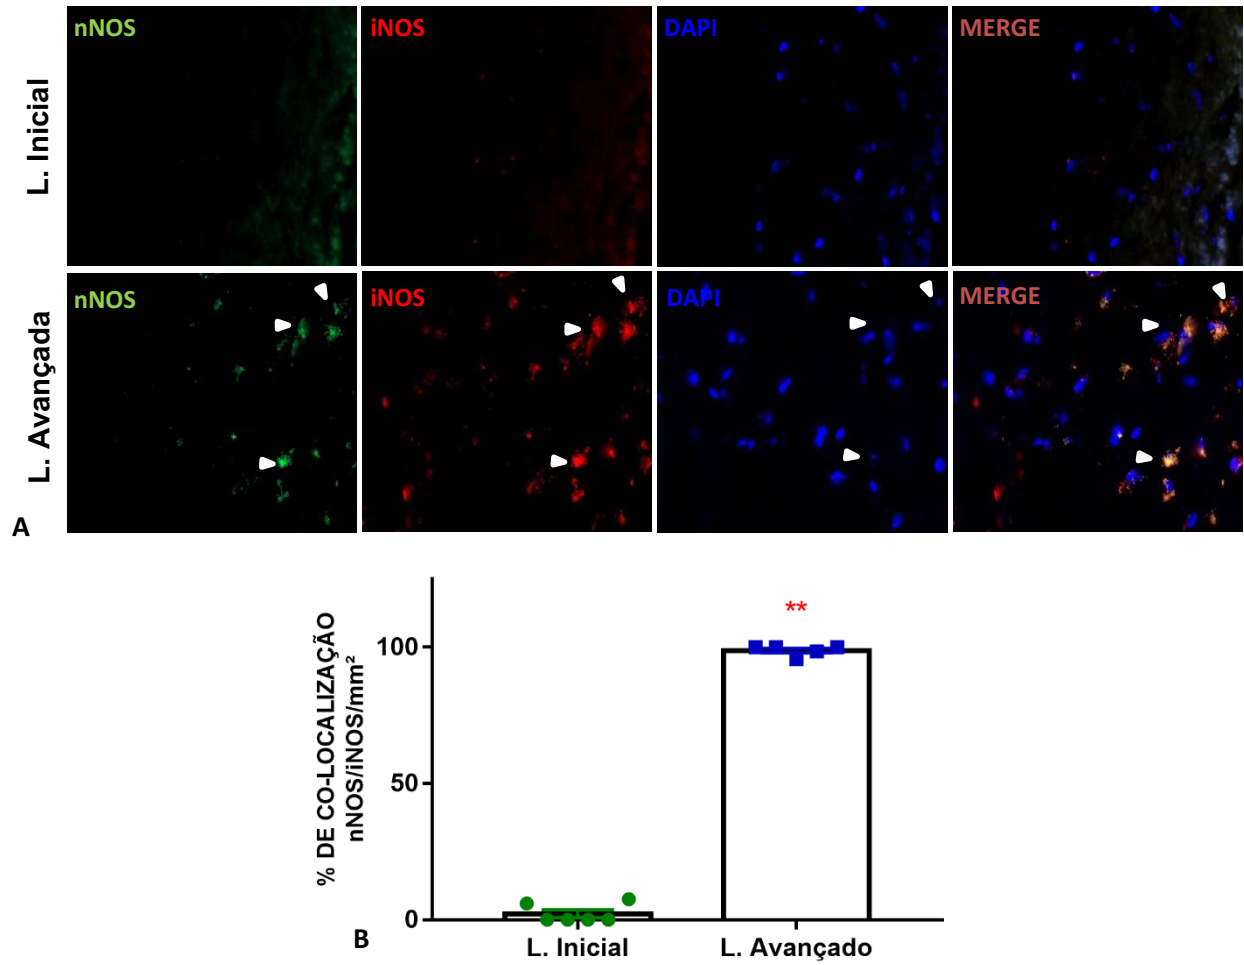 nNOS
iNOS
DAPI
MERGE
L. Inicial
nNOS
iNOS
DAPI
MERGE
L. Avançada
A
**
% DE CO-LOCALIZAÇÃO
nNOS/iNOS/mm²
100
50
0
L. Inicial
L. Avançado
B